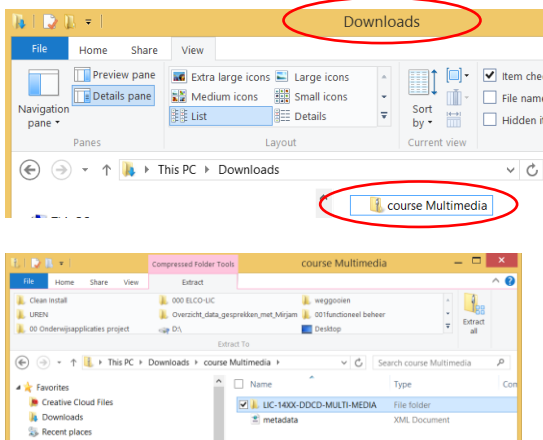 Downloads
File Home Share View
Preview pane Extra large icons Large icons Item che
Details pane Medium icons Small icons File name
Navigation pane List Details Sort by Hidden it
Panes Layout Current view
This PC Downloads
course Multimedia
Compressed Folder Tools course Multimedia
File Home Share View Extract
Clean Install 000 ELCO-LIC weggooien
UREN Overzicht_data_gesprekken_met_Mirjam 001functioneel beheer
00 Onderwijsapplicaties project D\ Desktop Extract all
Extract To
This PC Downloads course Multimedia Search course Multimedia
Favorites Name Type Con
Creative Cloud Files LIC-14XX-DDCD-MULTI-MEDIA File folder
Downloads metadata XML Document
Recent places